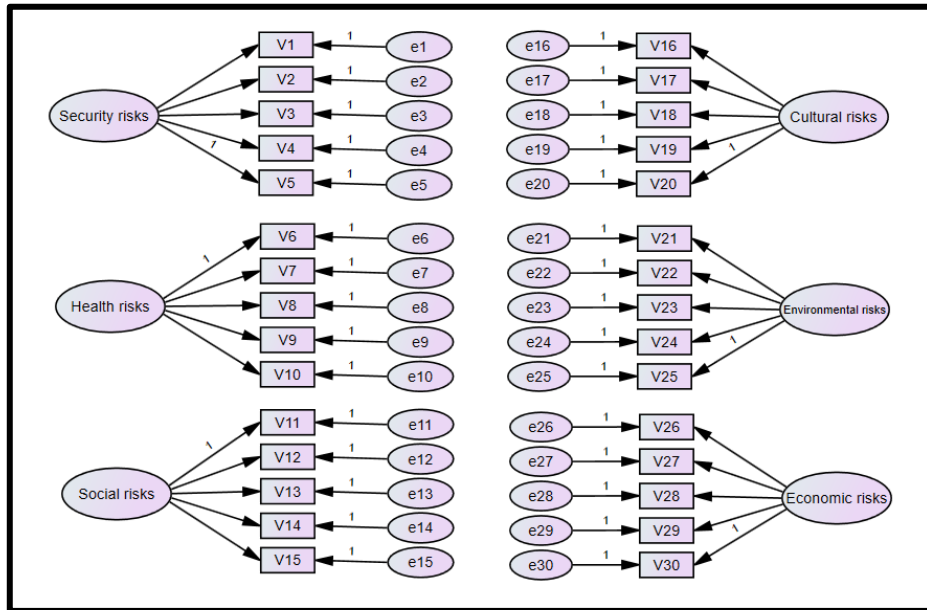 V1 1 e1
V2 1 e2
Security risks V3 1 e3
V4 1 e4
1 V5 1 e5
e16 1 V16
e17 1 V17
e18 1 V18 Cultural risks
e19 1 V19
e20 1 V20 1
1 V6 1 e6
V7 1 e7
Health risks V8 1 e8
V9 1 e9
V10 1 e10
e21 1 V21
e22 1 V22
e23 1 V23 Environmental risks
e24 1 V24
e25 1 V25 1
1 V11 1 e11
V12 1 e12
Social risks V13 1 e13
V14 1 e14
V15 1 e15
e26 1 V26
e27 1 V27
e28 1 V28 Economic risks
e29 1 V29
e30 1 V30 1